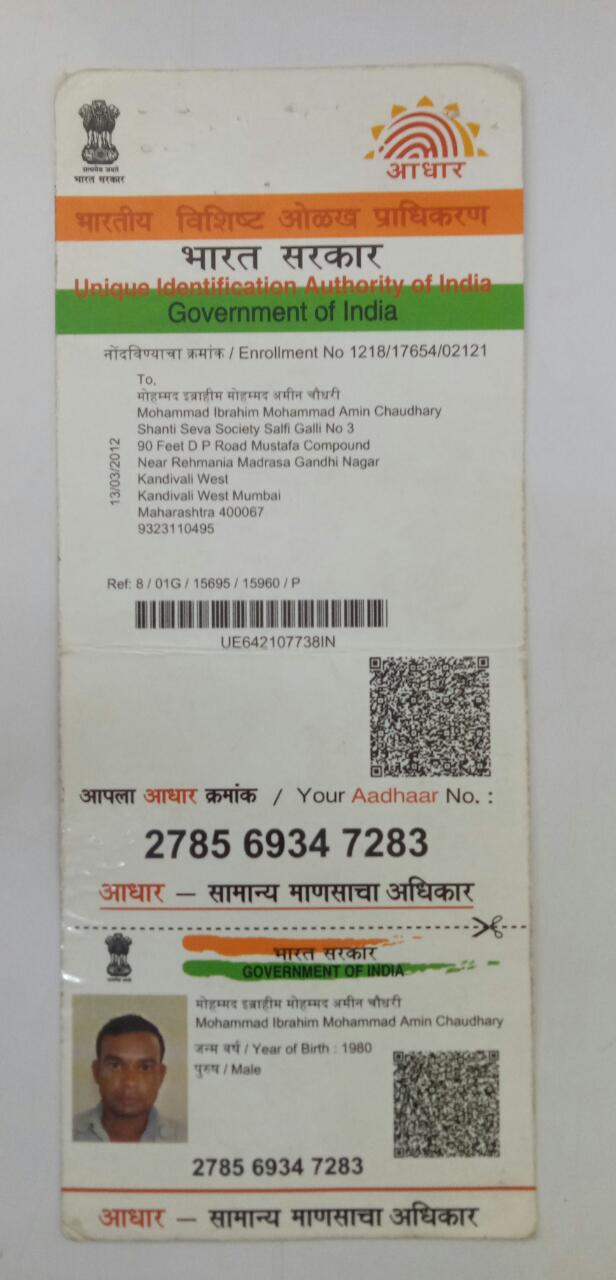 सत्यमेव जयते
भारत सरकार
आधार
भारतीय विशिष्ट ओळख प्राधिकरण
भारत सरकार
Unique Identification Authority of India
Government of India
नोंदविण्याचा क्रमांक / Enrollment No 1218/17654/02121
To,
मोहम्मद इब्राहीम मोहम्मद अमीन चौधरी
Mohammad Ibrahim Mohammad Amin Chaudhary
Shanti Seva Society Salfi Galli No 3
90 Feet D P Road Mustafa Compound
Near Rehmania Madrasa Gandhi Nagar
Kandivali West
Kandivali West Mumbai
Maharashtra 400067
9323110495
13/03/2012
Ref: 8 / 01G / 15695 / 15960 / P
UE642107738IN
आपला आधार क्रमांक / Your Aadhaar No. :
2785 6934 7283
आधार – सामान्य माणसाचा अधिकार
भारत सरकार
GOVERNMENT OF INDIA
मोहम्मद इब्राहीम मोहम्मद अमीन चौधरी
Mohammad Ibrahim Mohammad Amin Chaudhary
जन्म वर्ष / Year of Birth : 1980
पुरुष / Male
2785 6934 7283
आधार – सामान्य माणसाचा अधिकार